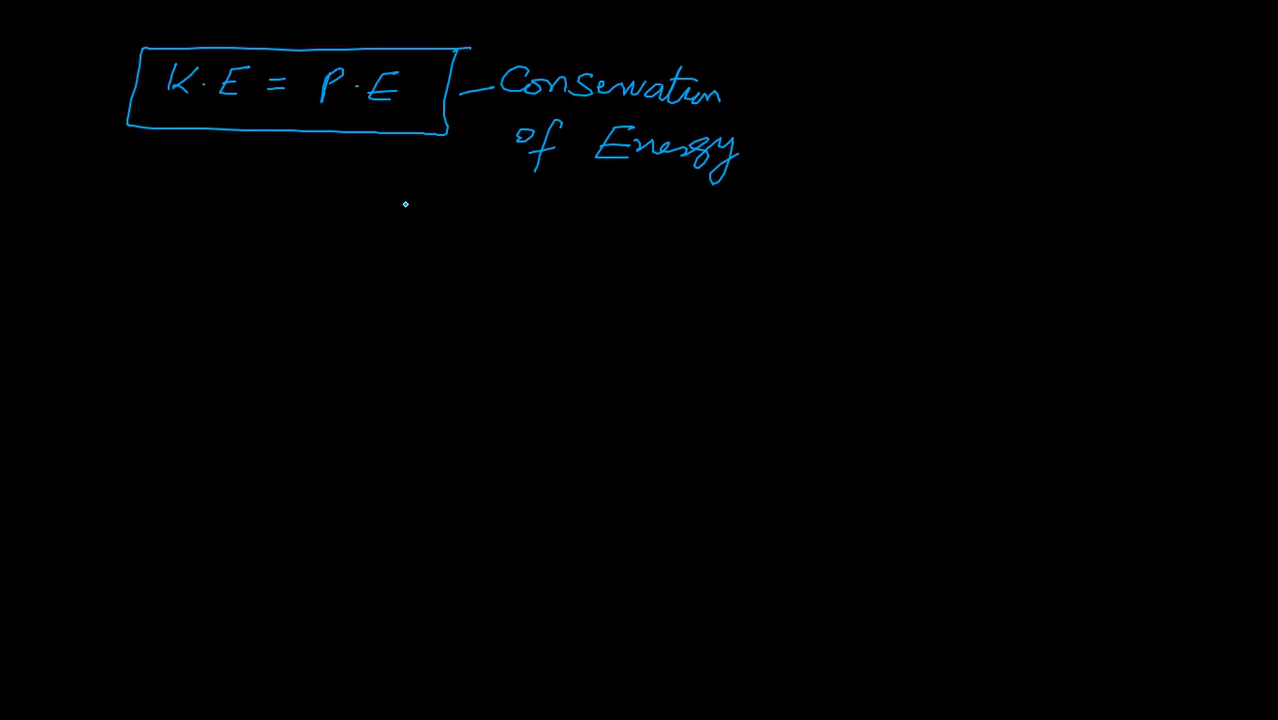 K.E = P.E - Conservation
of Energy